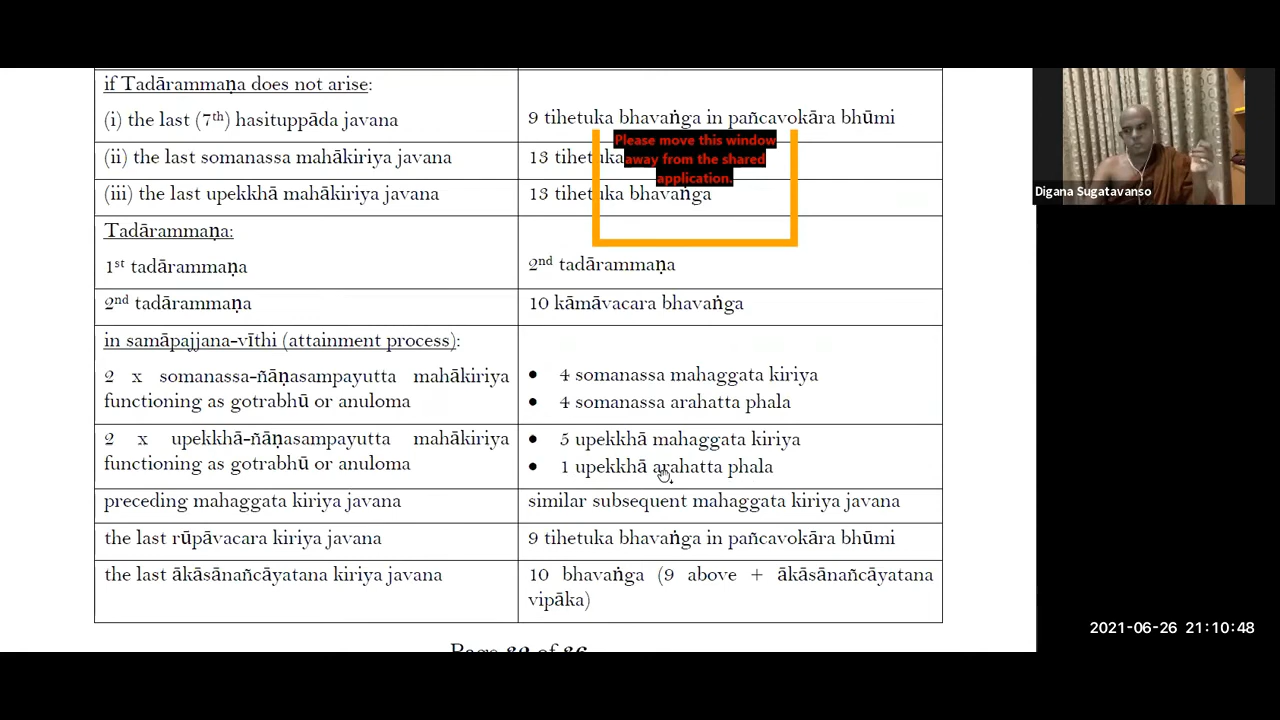 if Tadārammaṇa does not arise:
(i) the last (7th) hasituppāda javana
9 tihetuka bhavaṅga in pañcavokāra bhūmi
(ii) the last somanassa mahākiriya javana
13 tihetuka
(iii) the last upekkhā mahākiriya javana
13 tihetuka bhavaṅga
Please move this window
away from the shared
application.
Tadārammaṇa:
1st tadārammaṇa
2nd tadārammaṇa
2nd tadārammaṇa
10 kāmāvacara bhavaṅga
in samāpajjana-vīthi (attainment process):
2 x somanassa-ñāṇasampayutta mahākiriya
functioning as gotrabhū or anuloma
• 4 somanassa mahaggata kiriya
• 4 somanassa arahatta phala
2 x upekkhā-ñāṇasampayutta mahākiriya
functioning as gotrabhū or anuloma
• 5 upekkhā mahaggata kiriya
• 1 upekkhā arahatta phala
preceding mahaggata kiriya javana
similar subsequent mahaggata kiriya javana
the last rūpāvacara kiriya javana
9 tihetuka bhavaṅga in pañcavokāra bhūmi
the last ākāsānañcāyatana kiriya javana
10 bhavaṅga (9 above + ākāsānañcāyatana
vipāka)
Digana Sugatavanso
2021-06-26 21:10:48